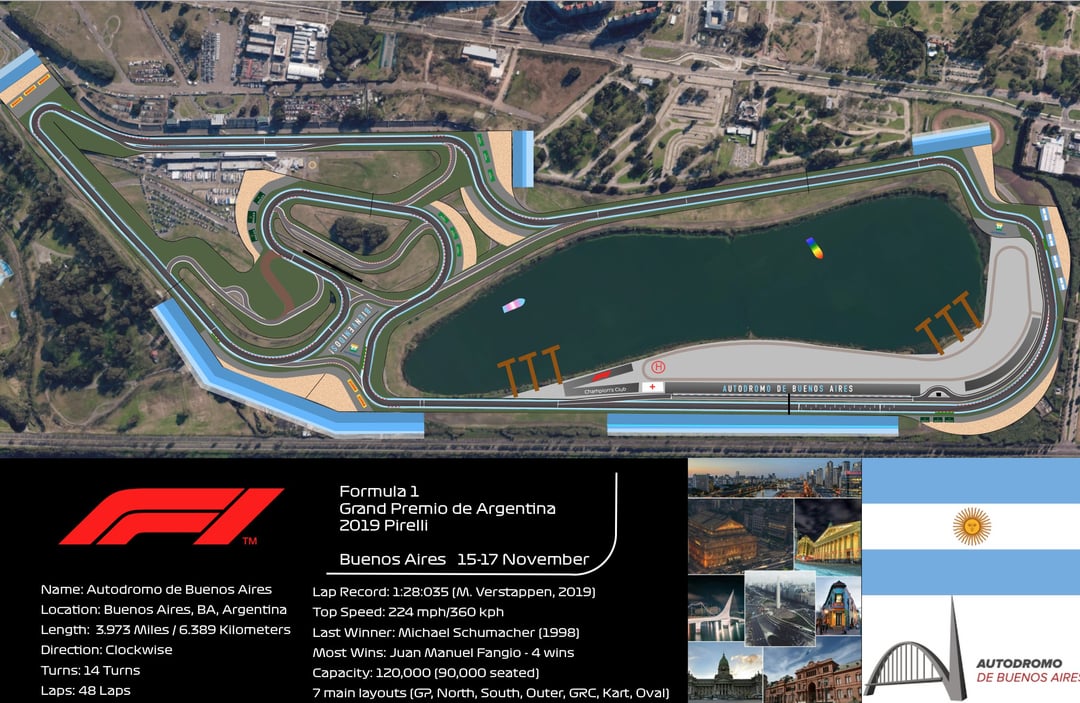 ¡BIENVENIDOS!
H
Champion's Club
AUTODROMO DE BUENOS AIRES
F1
TM
Formula 1
Grand Premio de Argentina
2019 Pirelli
Buenos Aires 15-17 November
Name: Autodromo de Buenos Aires
Location: Buenos Aires, BA, Argentina
Length: 3.973 Miles / 6.389 Kilometers
Direction: Clockwise
Turns: 14 Turns
Laps: 48 Laps
Lap Record: 1:28:035 (M. Verstappen, 2019)
Top Speed: 224 mph/360 kph
Last Winner: Michael Schumacher (1998)
Most Wins: Juan Manuel Fangio - 4 wins
Capacity: 120,000 (90,000 seated)
7 main layouts (GP, North, South, Outer, GRC, Kart, Oval)
AUTODROMO
DE BUENOS AIRES